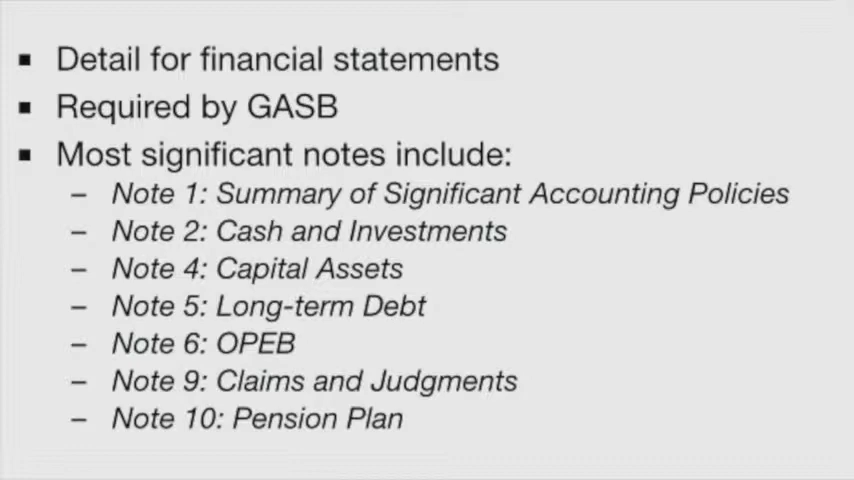 ▪ Detail for financial statements
▪ Required by GASB
▪ Most significant notes include:
– Note 1: Summary of Significant Accounting Policies
– Note 2: Cash and Investments
– Note 4: Capital Assets
– Note 5: Long-term Debt
– Note 6: OPEB
– Note 9: Claims and Judgments
– Note 10: Pension Plan